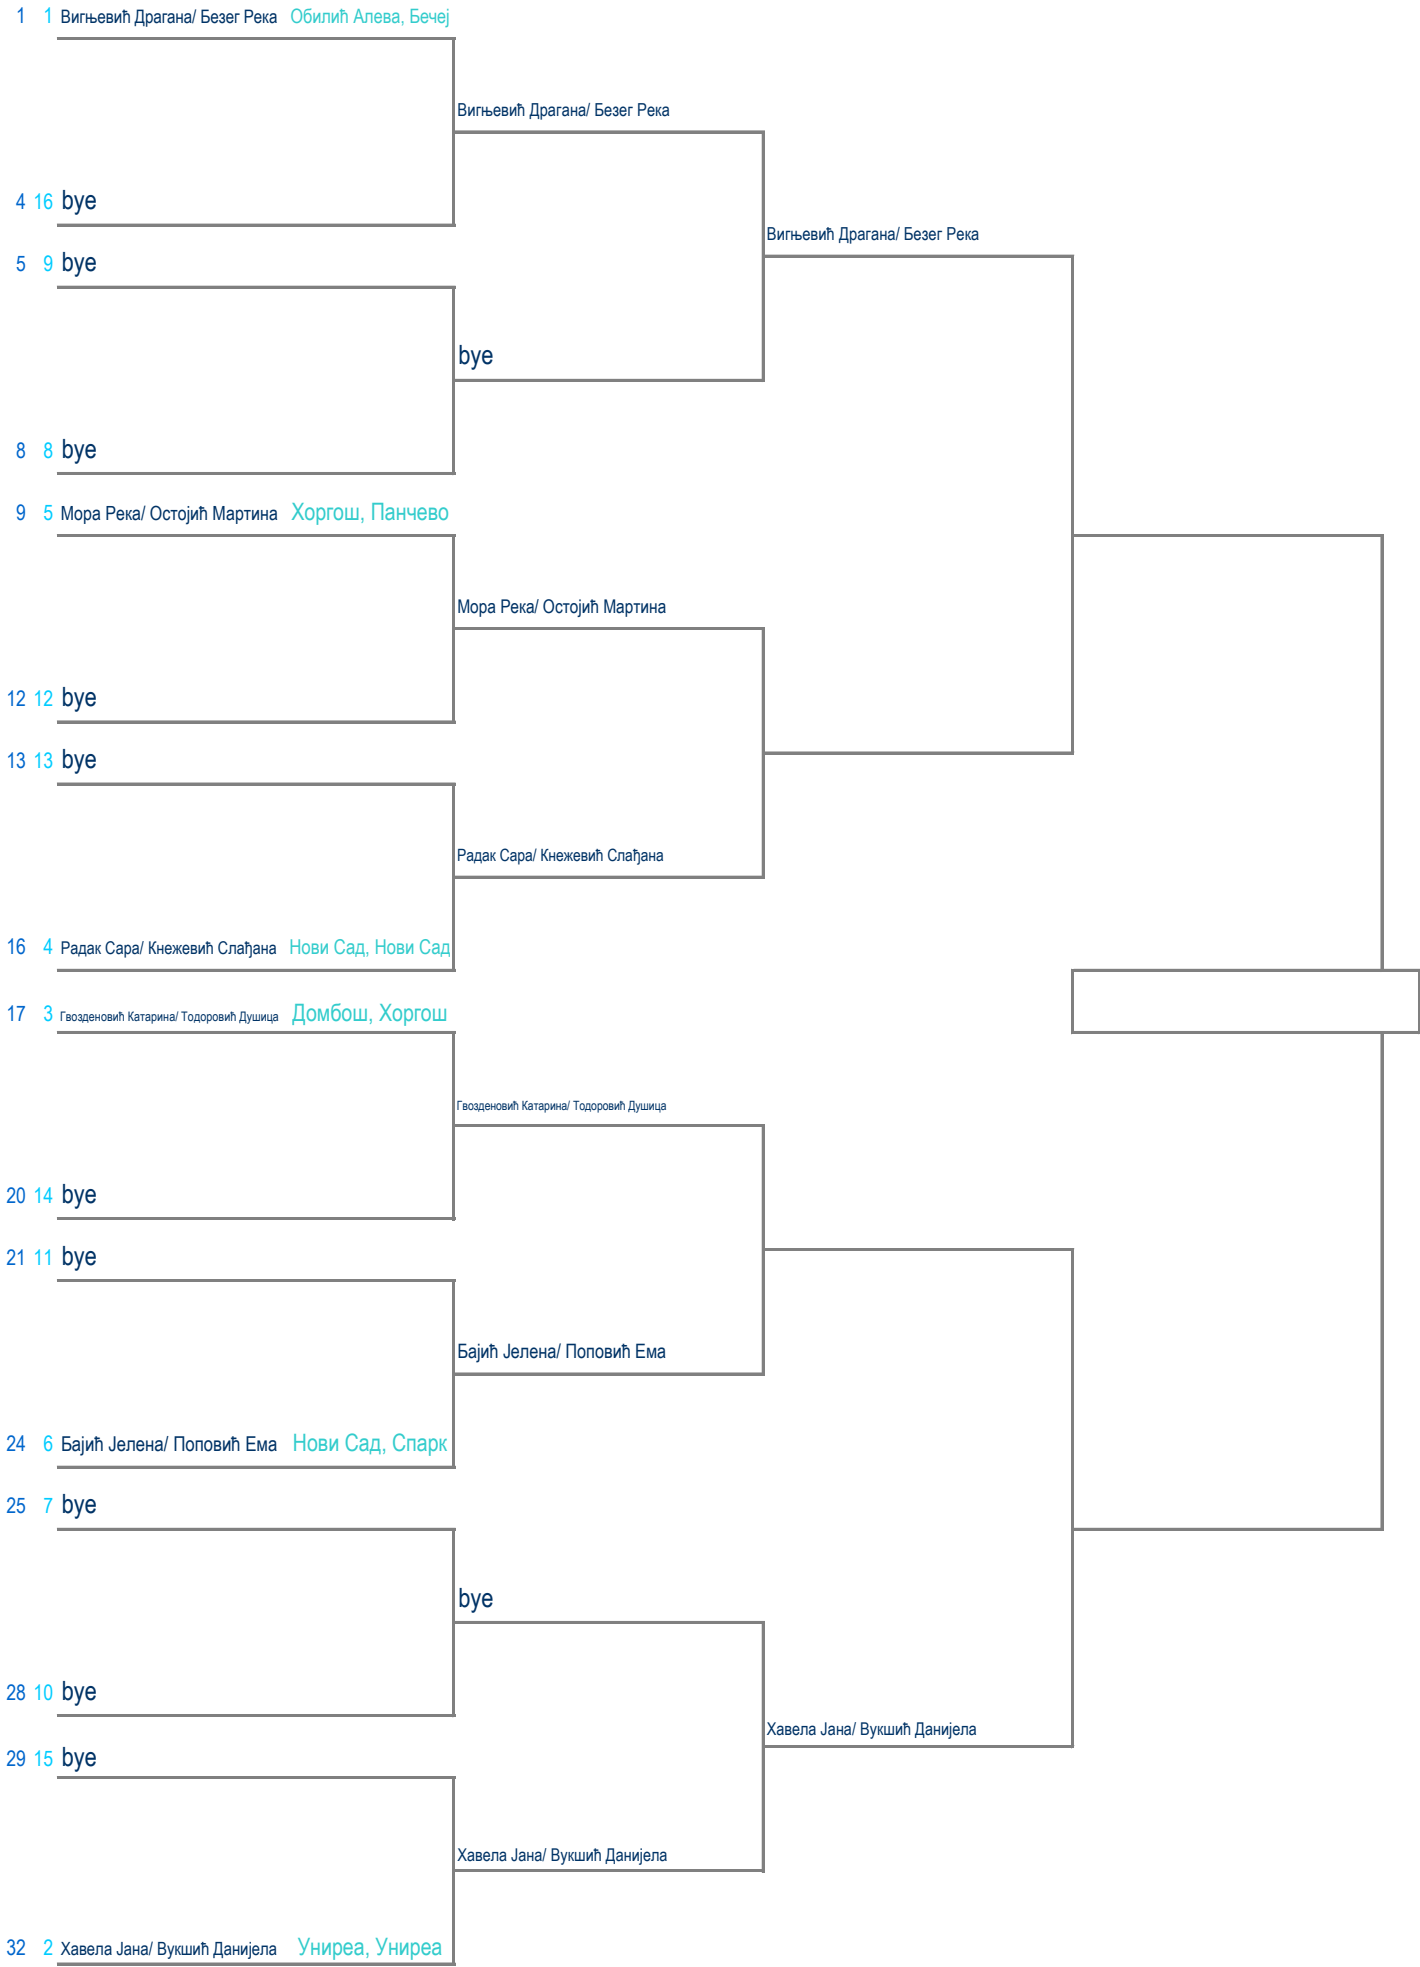 1 1 Вигњевић Драгана/ Безег Река Обилић Алева, Бечеј
Вигњевић Драгана/ Безег Река
4 16 bye
Вигњевић Драгана/ Безег Река
5 9 bye
bye
8 8 bye
9 5 Мора Река/ Остојић Мартина Хоргош, Панчево
Мора Река/ Остојић Мартина
12 12 bye
13 13 bye
Радак Сара/ Кнежевић Слађана
16 4 Радак Сара/ Кнежевић Слађана Нови Сад, Нови Сад
17 3 Гвозденовић Катарина/ Тодоровић Душица Домбош, Хоргош
Гвозденовић Катарина/ Тодоровић Душица
20 14 bye
21 11 bye
Бајић Јелена/ Поповић Ема
24 6 Бајић Јелена/ Поповић Ема Нови Сад, Спарк
25 7 bye
bye
28 10 bye
Хавела Јана/ Вукшић Данијела
29 15 bye
Хавела Јана/ Вукшић Данијела
32 2 Хавела Јана/ Вукшић Данијела Униреа, Униреа